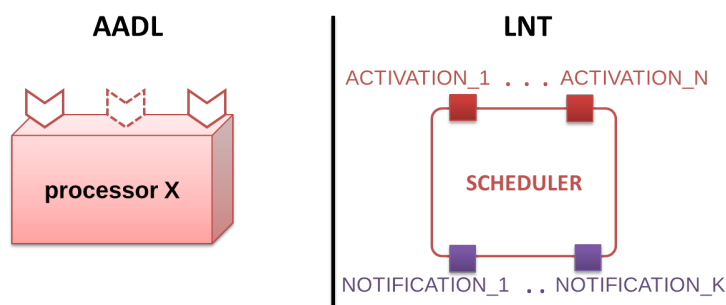 AADL
LNT
ACTIVATION_1 . . . ACTIVATION_N
processor X
SCHEDULER
NOTIFICATION_1 . . NOTIFICATION_K